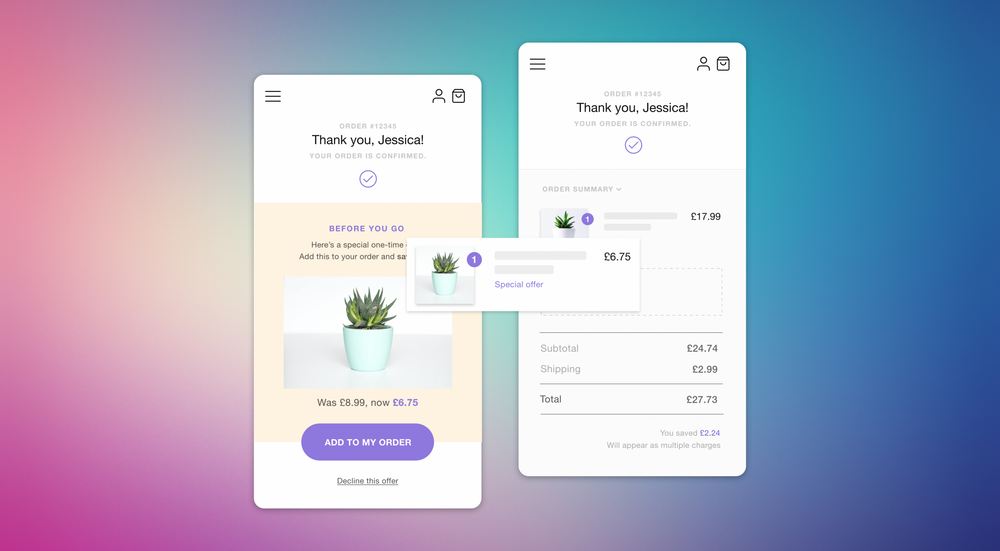 ORDER #12345
Thank you, Jessica!
YOUR ORDER IS CONFIRMED.
BEFORE YOU GO
Here's a special one-time
Add this to your order and
Was £8.99, now £6.75
ADD TO MY ORDER
Decline this offer
1
£6.75
Special offer
ORDER #12345
Thank you, Jessica!
YOUR ORDER IS CONFIRMED.
ORDER SUMMARY
1
£17.99
Subtotal £24.74
Shipping £2.99
Total £27.73
You saved £2.24
Will appear as multiple charges